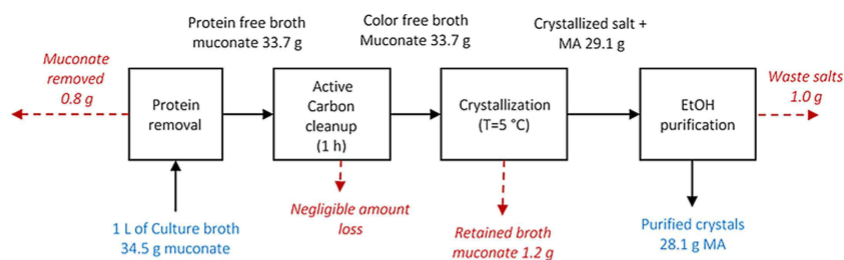 Protein free broth
muconate 33.7 g
Color free broth
Muconate 33.7 g
Crystallized salt +
MA 29.1 g
Muconate
removed
0.8 g
Protein
removal
Active
Carbon
cleanup
(1 h)
Crystallization
(T=5 °C)
EtOH
purification
Waste salts
1.0 g
1 L of Culture broth
34.5 g muconate
Negligible amount
loss
Retained broth
muconate 1.2 g
Purified crystals
28.1 g MA